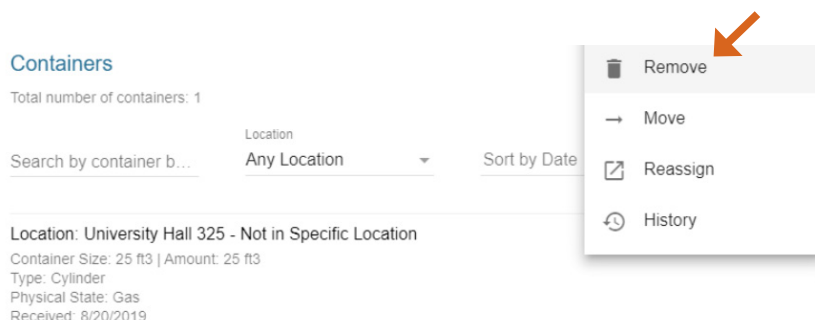 Containers
Total number of containers: 1
Location
Search by container b...
Any Location
Sort by Date
Location: University Hall 325 - Not in Specific Location
Container Size: 25 ft3 | Amount: 25 ft3
Type: Cylinder
Physical State: Gas
Received: 8/20/2019
Remove
Move
Reassign
History